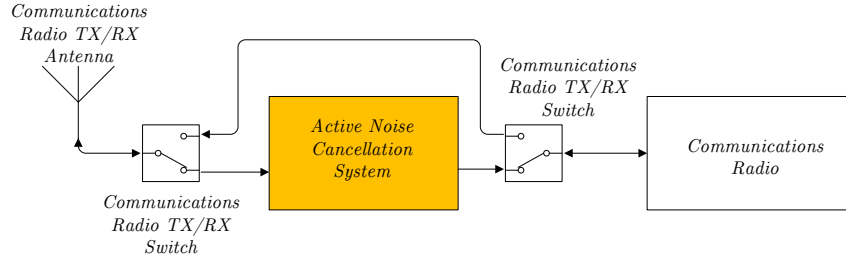 Communications
Radio TX/RX
Antenna
Communications
Radio TX/RX
Switch
Active Noise
Cancellation
System
Communications
Radio TX/RX
Switch
Communications
Radio